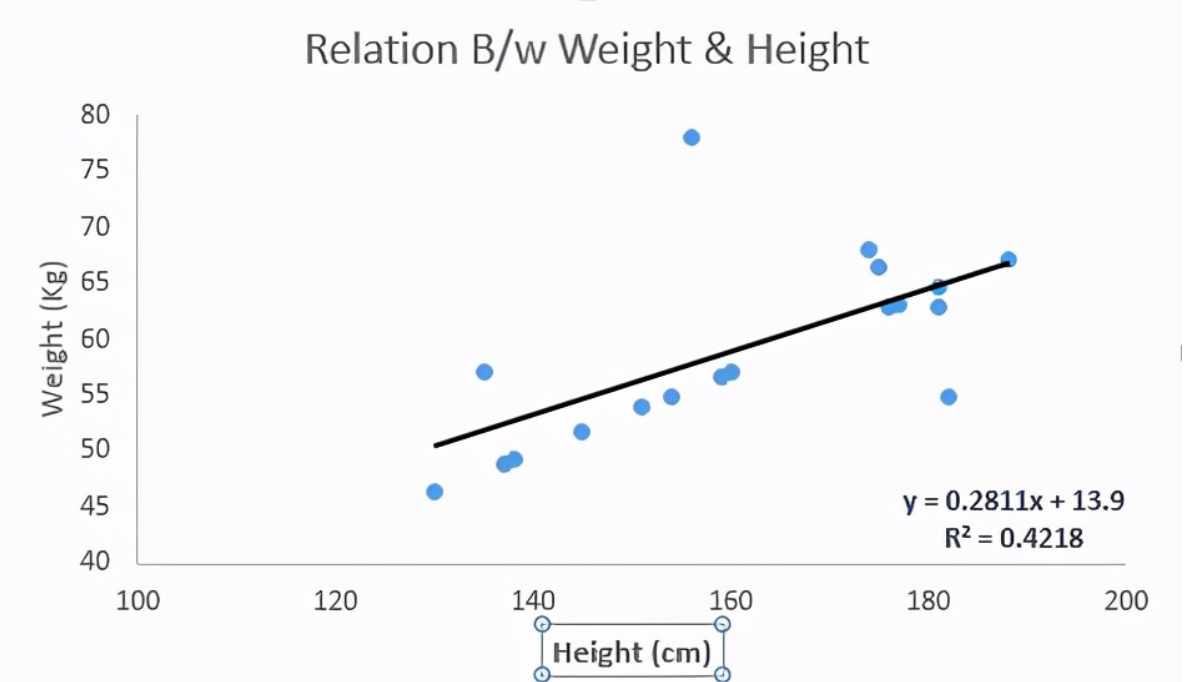 Relation B/w Weight & Height
80
75
70
65
60
55
50
45
40
Weight (Kg)
y = 0.2811x + 13.9
R² = 0.4218
100 120 140 160 180 200
Height (cm)